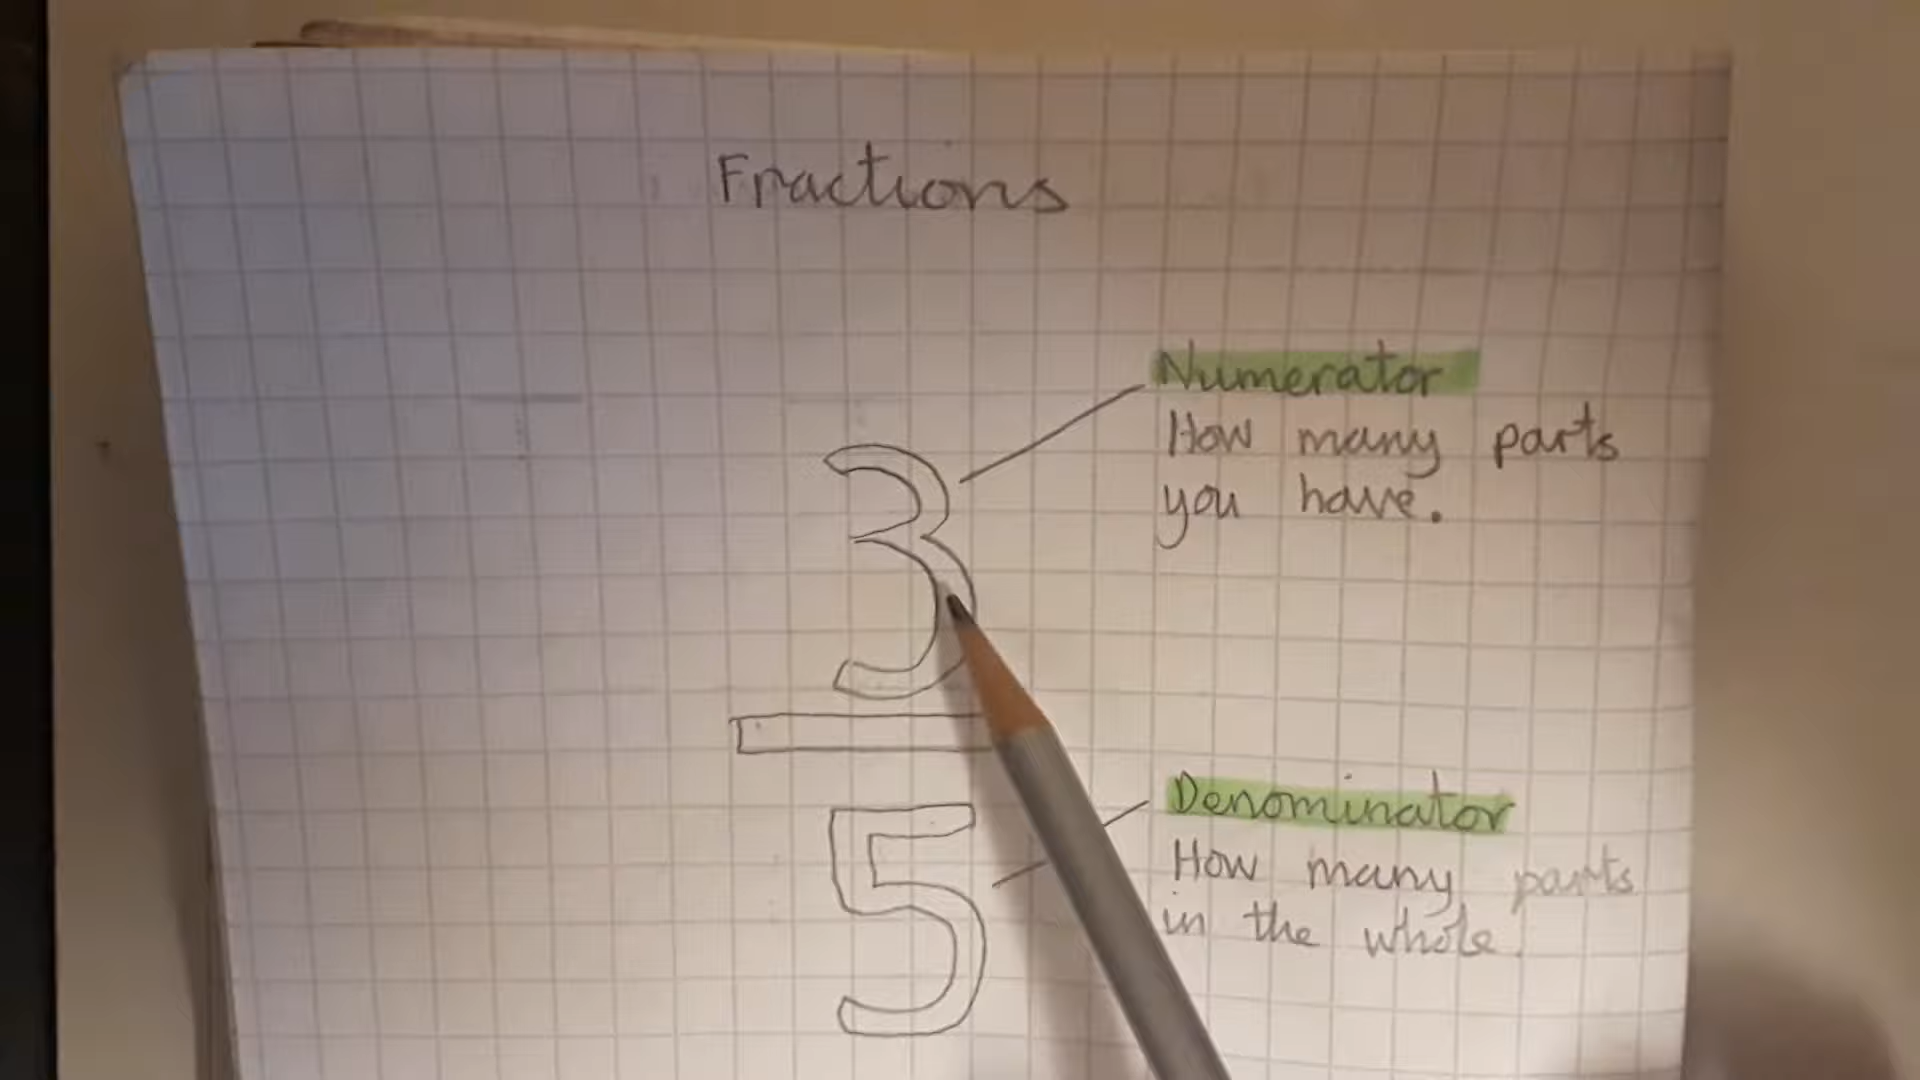 Fractions
Numerator
How many parts
you have.
3
5
Denominator
How many parts
in the whole.